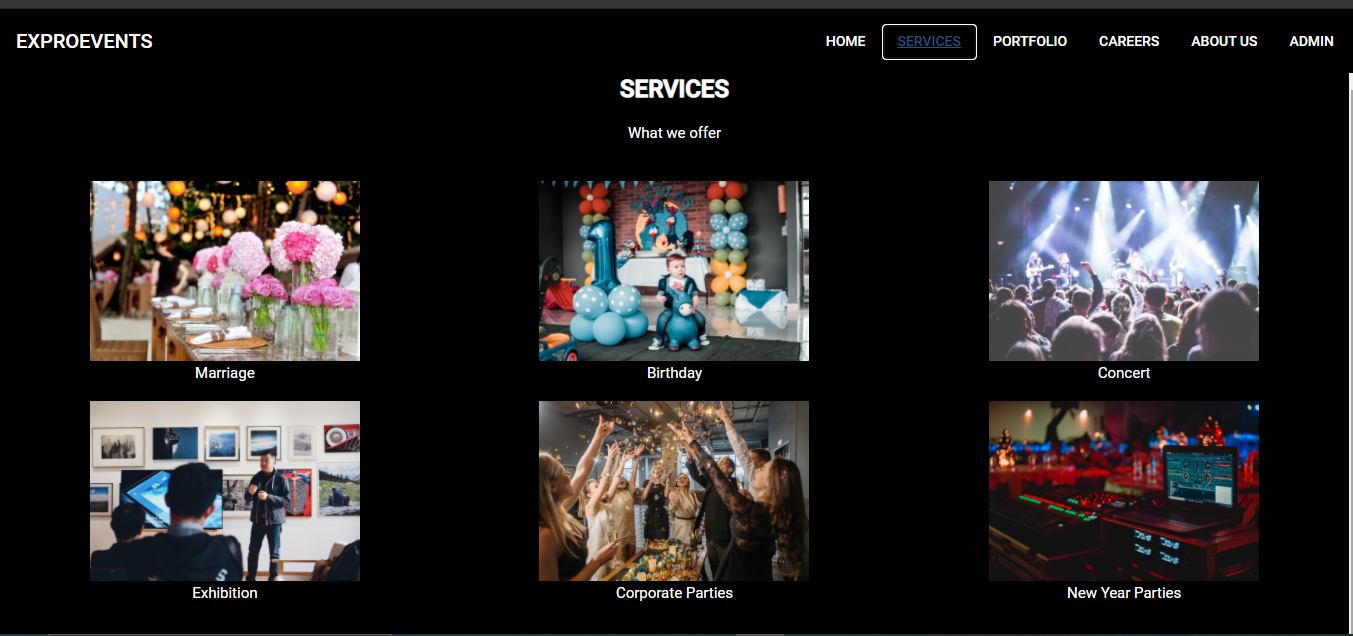 EXPROEVENTS
HOME SERVICES PORTFOLIO CAREERS ABOUT US ADMIN
SERVICES
What we offer
Marriage Birthday Concert
Exhibition Corporate Parties New Year Parties